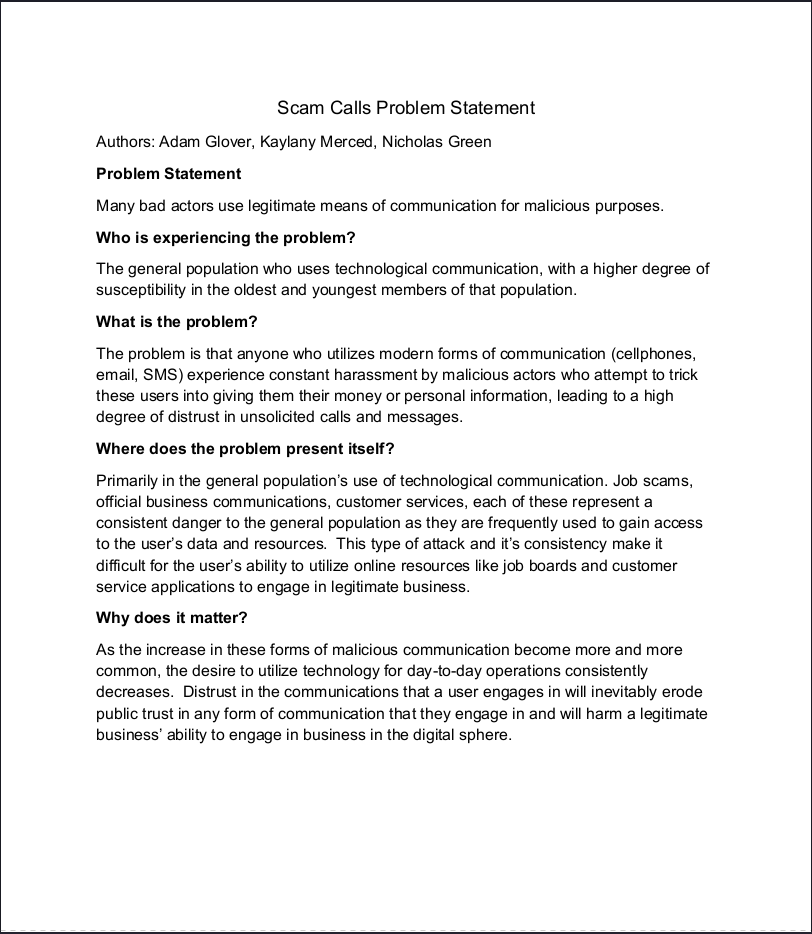 Scam Calls Problem Statement
Authors: Adam Glover, Kaylany Merced, Nicholas Green
Problem Statement
Many bad actors use legitimate means of communication for malicious purposes.
Who is experiencing the problem?
The general population who uses technological communication, with a higher degree of
susceptibility in the oldest and youngest members of that population.
What is the problem?
The problem is that anyone who utilizes modern forms of communication (cellphones,
email, SMS) experience constant harassment by malicious actors who attempt to trick
these users into giving them their money or personal information, leading to a high
degree of distrust in unsolicited calls and messages.
Where does the problem present itself?
Primarily in the general population’s use of technological communication. Job scams,
official business communications, customer services, each of these represent a
consistent danger to the general population as they are frequently used to gain access
to the user’s data and resources.  This type of attack and it’s consistency make it
difficult for the user’s ability to utilize online resources like job boards and customer
service applications to engage in legitimate business.
Why does it matter?
As the increase in these forms of malicious communication become more and more
common, the desire to utilize technology for day-to-day operations consistently
decreases.  Distrust in the communications that a user engages in will inevitably erode
public trust in any form of communication that they engage in and will harm a legitimate
business’ ability to engage in business in the digital sphere.